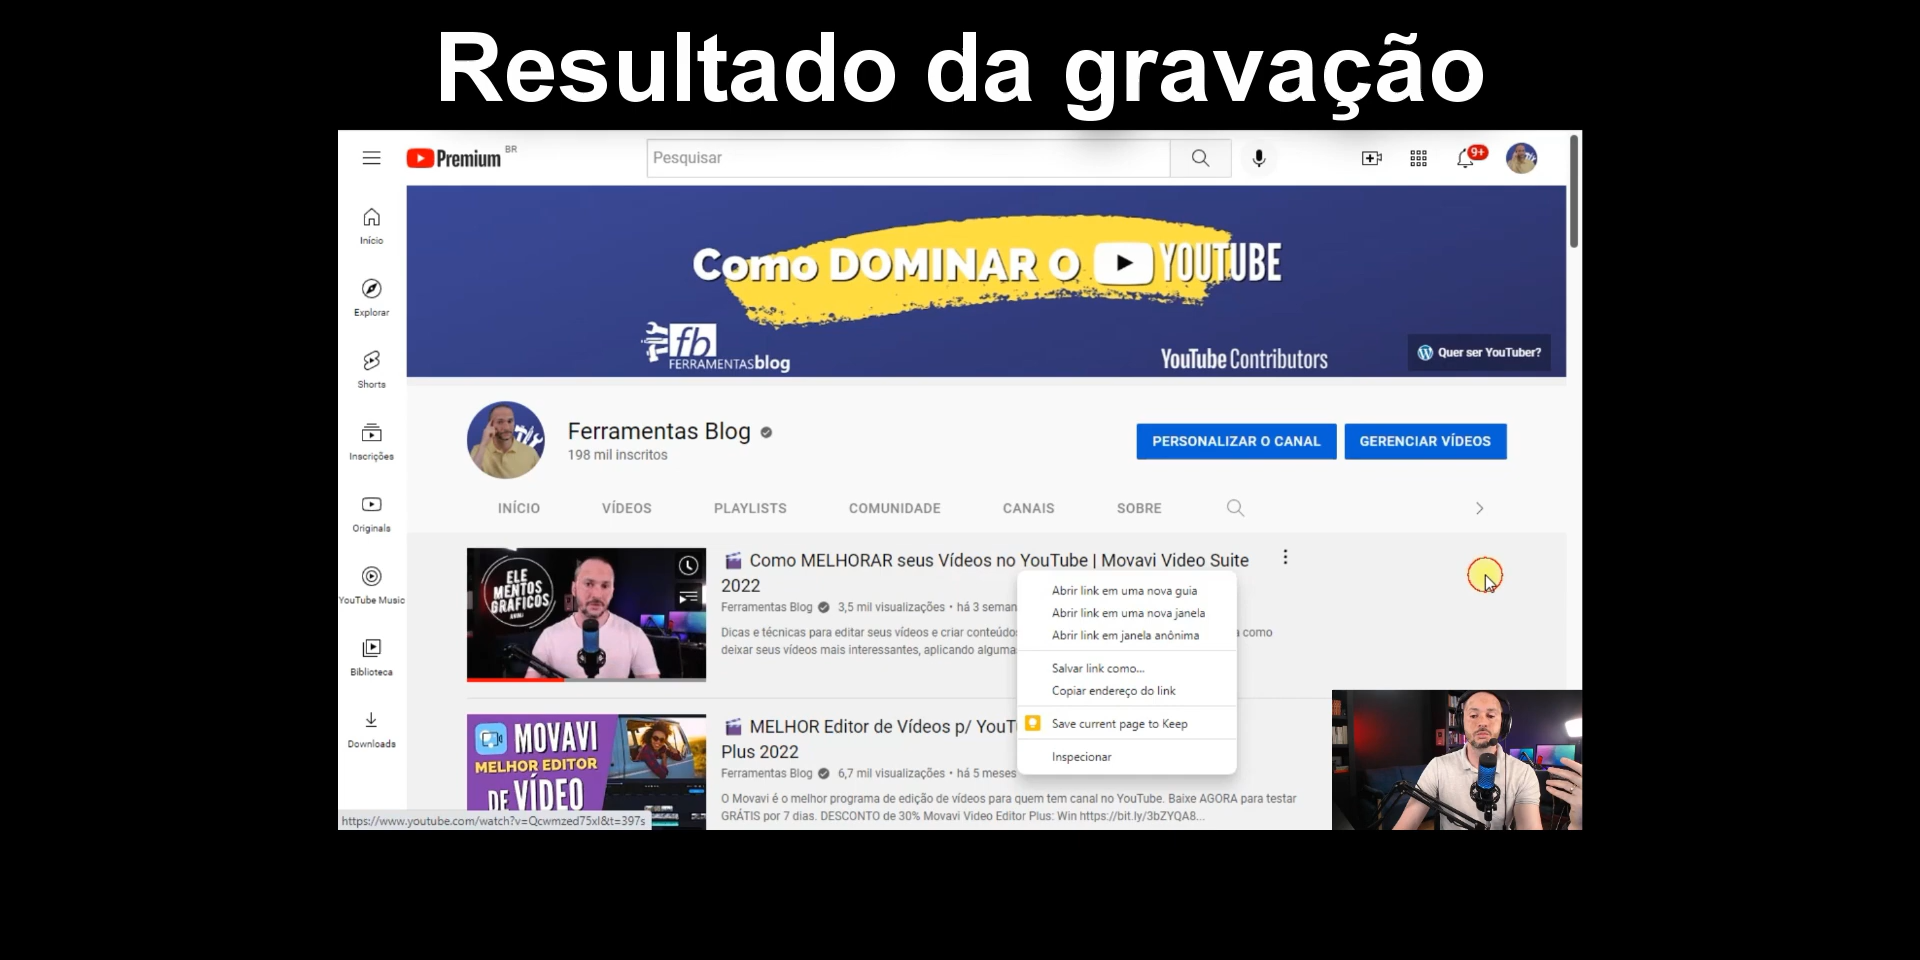 Resultado da gravação
Premium BR
Pesquisar
9+
Início
Explorar
Shorts
Inscrições
Originals
YouTube Music
Biblioteca
Downloads
Como DOMINAR O YOUTUBE
fb
FERRAMENTASblog
YouTube Contributors
Quer ser YouTuber?
Ferramentas Blog
198 mil inscritos
PERSONALIZAR O CANAL
GERENCIAR VÍDEOS
INÍCIO VÍDEOS PLAYLISTS COMUNIDADE CANAIS SOBRE
ELE
MENTOS
GRÁFICOS
Como MELHORAR seus Vídeos no YouTube | Movavi Video Suite
2022
Ferramentas Blog 3,5 mil visualizações • há 3 seman
Dicas e técnicas para editar seus vídeos e criar conteúdo
como
deixar seus vídeos mais interessantes, aplicando alguma
Abrir link em uma nova guia
Abrir link em uma nova janela
Abrir link em janela anônima
Salvar link como...
Copiar endereço do link
Save current page to Keep
Inspecionar
MOVAVI
MELHOR EDITOR
DE VÍDEO
MELHOR Editor de Vídeos p/ YouT
Plus 2022
Ferramentas Blog 6,7 mil visualizações • há 5 meses
O Movavi é o melhor programa de edição de vídeos para quem tem canal no YouTube. Baixe AGORA para testar
GRÁTIS por 7 dias. DESCONTO de 30% Movavi Video Editor Plus: Win https://bit.ly/3bZYQA8...
https://www.youtube.com/watch?v=Qcwmzed75xI&t=397s